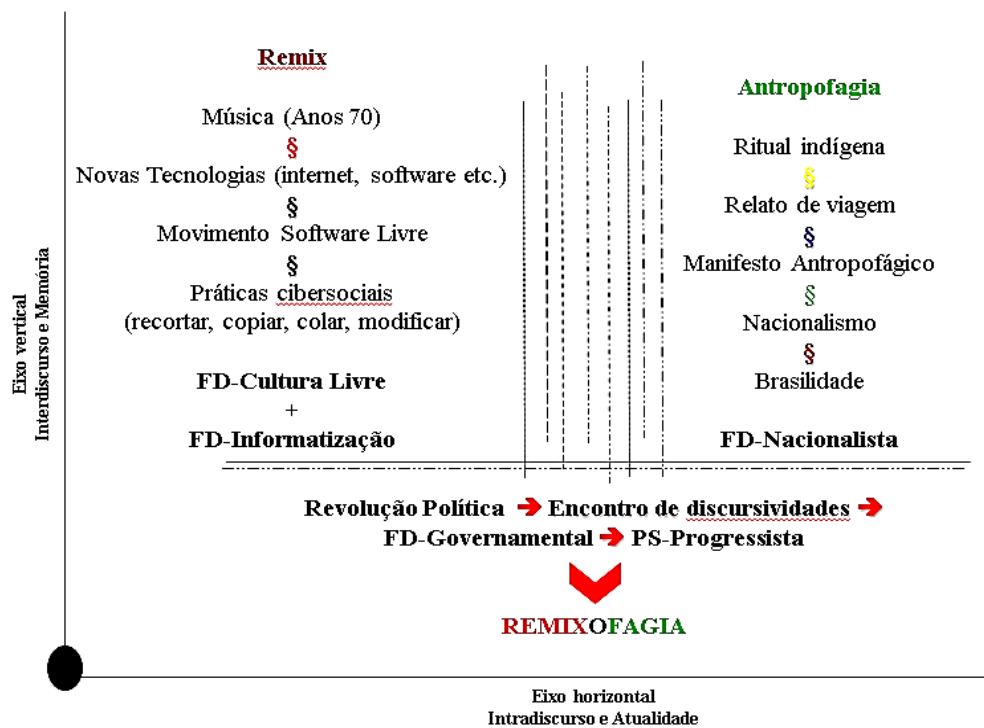 Remix
Música (Anos 70)
§
Novas Tecnologias (internet, software etc.)
§
Movimento Software Livre
§
Práticas cibersociais
(recortar, copiar, colar, modificar)
FD-Cultura Livre
+
FD-Informatização
Antropofagia
Ritual indígena
§
Relato de viagem
§
Manifesto Antropofágico
§
Nacionalismo
§
Brasilidade
FD-Nacionalista
Revolução Política ➔ Encontro de discursividades ➔
FD-Governamental ➔ PS-Progressista
REMIXOFAGIA
Eixo vertical
Interdiscurso e Memória
Eixo horizontal
Intradiscurso e Atualidade